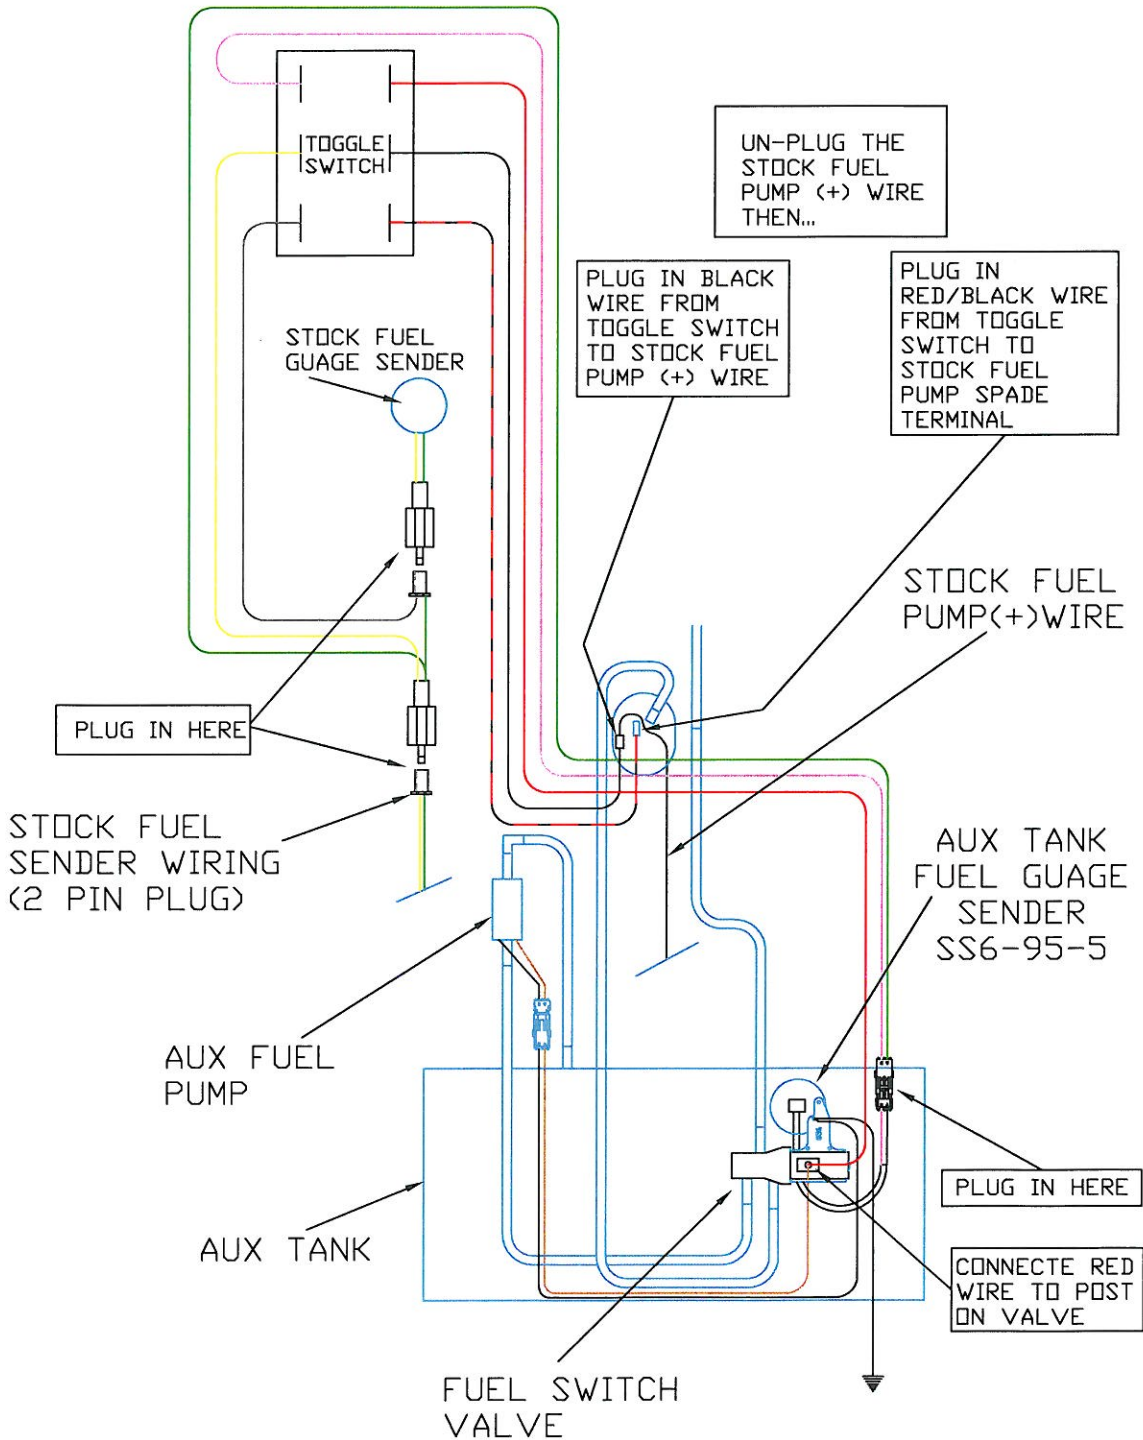 TOGGLE
SWITCH
UN-PLUG THE
STOCK FUEL
PUMP (+) WIRE
THEN...
PLUG IN BLACK
WIRE FROM
TOGGLE SWITCH
TO STOCK FUEL
PUMP (+) WIRE
PLUG IN
RED/BLACK WIRE
FROM TOGGLE
SWITCH TO
STOCK FUEL
PUMP SPADE
TERMINAL
STOCK FUEL
GUAGE SENDER
STOCK FUEL
PUMP(+)WIRE
PLUG IN HERE
STOCK FUEL
SENDER WIRING
(2 PIN PLUG)
AUX TANK
FUEL GUAGE
SENDER
SS6-95-5
AUX FUEL
PUMP
PLUG IN HERE
AUX TANK
CONNECTE RED
WIRE TO POST
ON VALVE
FUEL SWITCH
VALVE